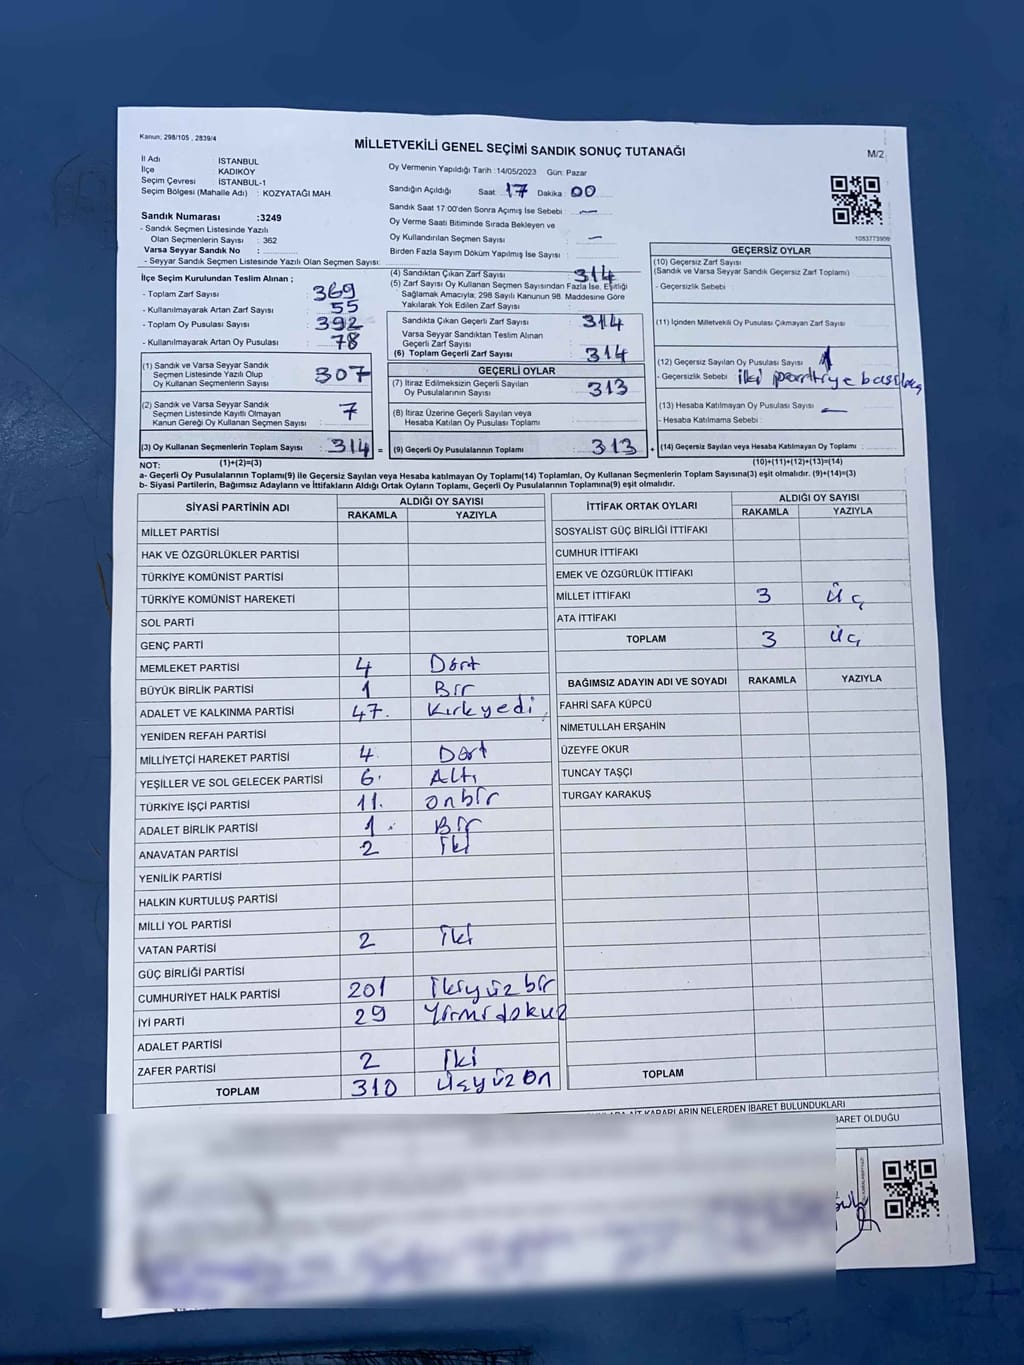 Kanun; 298/105 , 2839/4
MİLLETVEKİLİ GENEL SEÇİMİ SANDIK SONUÇ TUTANAĞI
M/2
İl Adı : İSTANBUL
İlçe : KADIKÖY
Seçim Çevresi : İSTANBUL-1
Seçim Bölgesi (Mahalle Adı) : KOZYATAĞI MAH.
Oy Vermenin Yapıldığı Tarih :14/05/2023 Gün: Pazar
Sandığın Açıldığı Saat 17 Dakika : 00
Sandık Saat 17:00'den Sonra Açımış İse Sebebi : —
Oy Verme Saati Bitiminde Sırada Bekleyen ve
Oy Kullandırılan Seçmen Sayısı : —
Birden Fazla Sayım Döküm Yapılmış İse Sayısı :
1083773909
Sandık Numarası :3249
- Sandık Seçmen Listesinde Yazılı
Olan Seçmenlerin Sayısı : 362
Varsa Seyyar Sandık No :
- Seyyar Sandık Seçmen Listesinde Yazılı Olan Seçmen Sayısı:
İlçe Seçim Kurulundan Teslim Alınan ;
- Toplam Zarf Sayısı : 369
- Kullanılmayarak Artan Zarf Sayısı : 55
- Toplam Oy Pusulası Sayısı : 392
- Kullanılmayarak Artan Oy Pusulası : 78
(1) Sandık ve Varsa Seyyar Sandık
Seçmen Listesinde Yazılı Olup
Oy Kullanan Seçmenlerin Sayısı : 307
(2) Sandık ve Varsa Seyyar Sandık
Seçmen Listesinde Kayıtlı Olmayan
Kanun Gereği Oy Kullanan Seçmen Sayısı : 7
(3) Oy Kullanan Seçmenlerin Toplam Sayısı : 314 =
(1)+(2)=(3)
(4) Sandıktan Çıkan Zarf Sayısı : 314
(5) Zarf Sayısı Oy Kullanan Seçmen Sayısından Fazla İse, Eşitliği
Sağlamak Amacıyla; 298 Sayılı Kanunun 98. Maddesine Göre
Yakılarak Yok Edilen Zarf Sayısı :
Sandıkta Çıkan Geçerli Zarf Sayısı : 314
Varsa Seyyar Sandıktan Teslim Alınan
Geçerli Zarf Sayısı :
(6) Toplam Geçerli Zarf Sayısı : 314
GEÇERLİ OYLAR
(7) İtiraz Edilmeksizin Geçerli Sayılan
Oy Pusulalarının Sayısı : 313
(8) İtiraz Üzerine Geçerli Sayılan veya
Hesaba Katılan Oy Pusulası Toplamı :
(9) Geçerli Oy Pusulalarının Toplamı : 313 +
GEÇERSİZ OYLAR
(10) Geçersiz Zarf Sayısı
(Sandık ve Varsa Seyyar Sandık Geçersiz Zarf Toplamı) :
- Geçersizlik Sebebi :
(11) İçinden Milletvekili Oy Pusulası Çıkmayan Zarf Sayısı :
(12) Geçersiz Sayılan Oy Pusulası Sayısı : 1
- Geçersizlik Sebebi : iki partiye
(13) Hesaba Katılmayan Oy Pusulası Sayısı : —
- Hesaba Katılmama Sebebi :
(14) Geçersiz Sayılan veya Hesaba Katılmayan Oy Toplamı :
(10)+(11)+(12)+(13)=(14)
NOT:
a- Geçerli Oy Pusulalarının Toplamı(9) ile Geçersiz Sayılan veya Hesaba katılmayan Oy Toplamı(14) Toplamları, Oy Kullanan Seçmenlerin Toplam Sayısına(3) eşit olmalıdır. (9)+(14)=(3)
b- Siyasi Partilerin, Bağımsız Adayların ve İttifakların Aldığı Ortak Oyların Toplamı, Geçerli Oy Pusulalarının Toplamına(9) eşit olmalıdır.
SİYASİ PARTİNİN ADI ALDIĞI OY SAYISI
RAKAMLA YAZIYLA
MİLLET PARTİSİ
HAK VE ÖZGÜRLÜKLER PARTİSİ
TÜRKİYE KOMÜNİST PARTİSİ
TÜRKİYE KOMÜNİST HAREKETİ
SOL PARTİ
GENÇ PARTİ
MEMLEKET PARTİSİ 4 Dört
BÜYÜK BİRLİK PARTİSİ 1 Bir
ADALET VE KALKINMA PARTİSİ 47. Kırkyedi
YENİDEN REFAH PARTİSİ
MİLLİYETÇİ HAREKET PARTİSİ 4 Dört
YEŞİLLER VE SOL GELECEK PARTİSİ 6. Altı
TÜRKİYE İŞÇİ PARTİSİ 11. onbir
ADALET BİRLİK PARTİSİ 1. Bir
ANAVATAN PARTİSİ 2 İki
YENİLİK PARTİSİ
HALKIN KURTULUŞ PARTİSİ
MİLLİ YOL PARTİSİ
VATAN PARTİSİ 2 İki
GÜÇ BİRLİĞİ PARTİSİ
CUMHURİYET HALK PARTİSİ 201 İkiyüzbir
İYİ PARTİ 29 Yirmidokuz
ADALET PARTİSİ
ZAFER PARTİSİ 2 İki
TOPLAM 310 Üçyüzon
İTTİFAK ORTAK OYLARI ALDIĞI OY SAYISI
RAKAMLA YAZIYLA
SOSYALİST GÜÇ BİRLİĞİ İTTİFAKI
CUMHUR İTTİFAKI
EMEK VE ÖZGÜRLÜK İTTİFAKI
MİLLET İTTİFAKI 3 Üç
ATA İTTİFAKI
TOPLAM 3 Üç
BAĞIMSIZ ADAYIN ADI VE SOYADI RAKAMLA YAZIYLA
FAHRİ SAFA KÜPCÜ
NİMETULLAH ERŞAHİN
ÜZEYFE OKUR
TUNCAY TAŞÇI
TURGAY KARAKUŞ
TOPLAM
KARARLARIN NELERDEN İBARET BULUNDUKLARI
BARET OLDUĞU